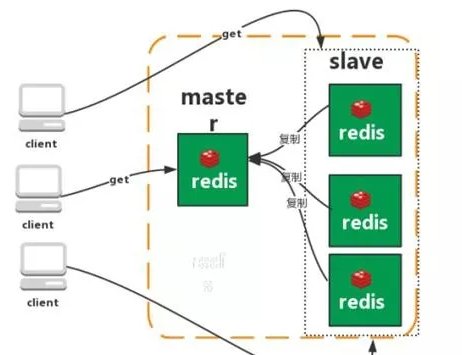 get
slave
maste
r
redis
client
复制
redis
get
复制
redis
client
复制
redis
client